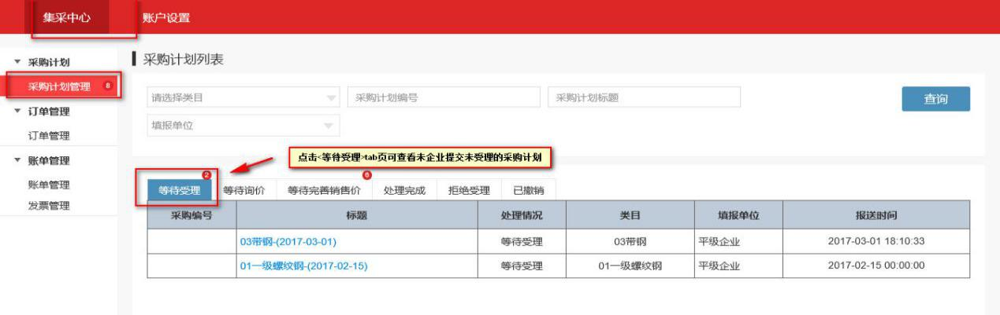 集采中心 账户设置
采购计划
采购计划管理 8
订单管理
订单管理
账单管理
账单管理
发票管理
采购计划列表
请选择类目 采购计划编号 采购计划标题 查询
填报单位
点击<等待受理>tab页可查看未企业提交未受理的采购计划
等待受理 2 等待询价 等待完善销售价 6 处理完成 拒绝受理 已撤销
采购编号 标题 处理情况 类目 填报单位 报送时间
03带钢-(2017-03-01) 等待受理 03带钢 平级企业 2017-03-01 18:10:33
01一级螺纹钢-(2017-02-15) 等待受理 01一级螺纹钢 平级企业 2017-02-15 00:00:00